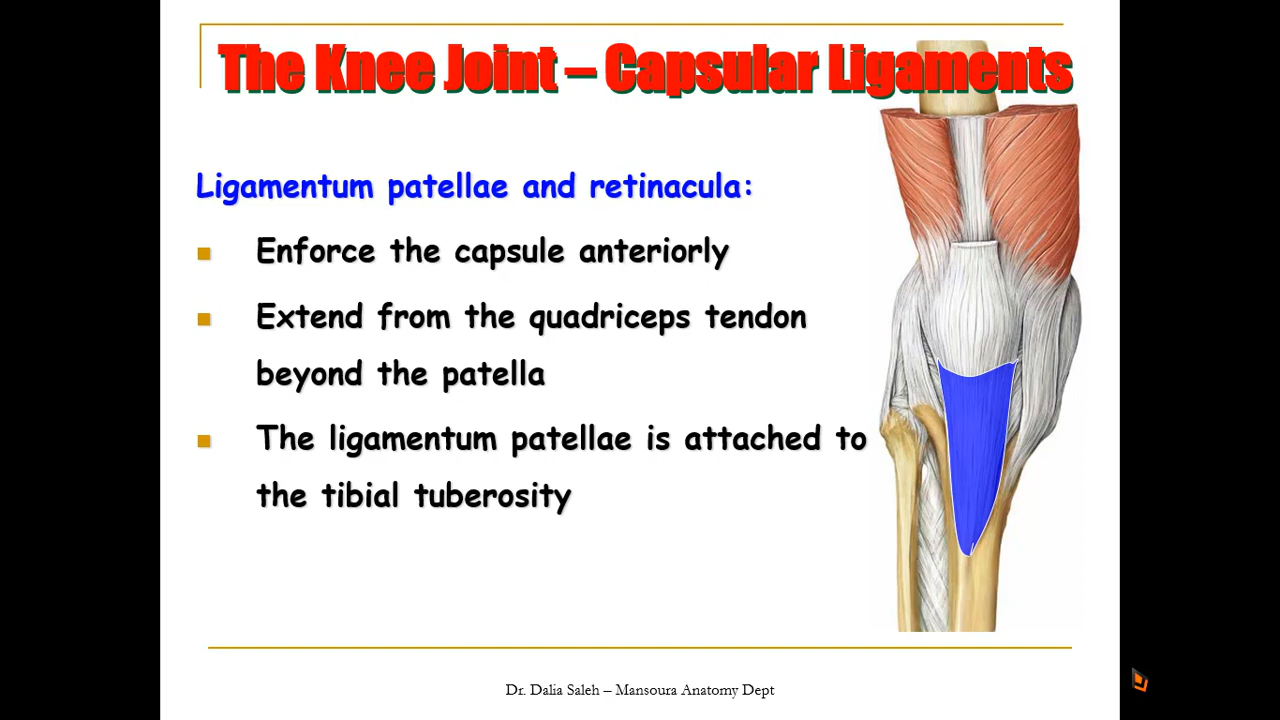 The Knee Joint – Capsular Ligaments
Ligamentum patellae and retinacula:
Enforce the capsule anteriorly
Extend from the quadriceps tendon
beyond the patella
The ligamentum patellae is attached to
the tibial tuberosity
Dr. Dalia Saleh – Mansoura Anatomy Dept